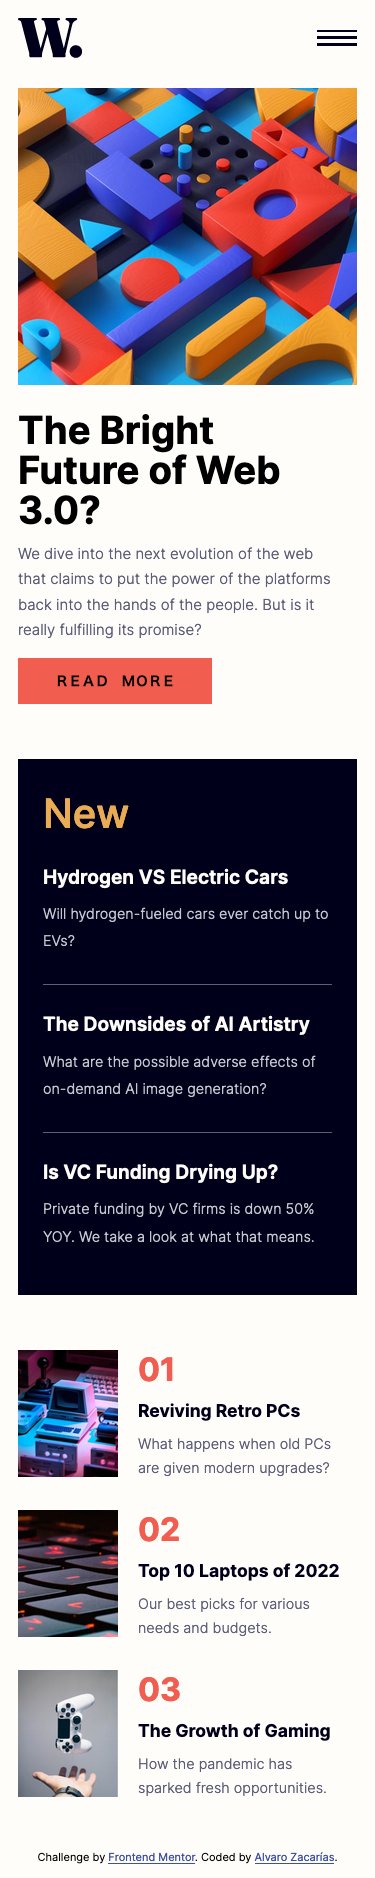 W.
The Bright
Future of Web
3.0?
We dive into the next evolution of the web
that claims to put the power of the platforms
back into the hands of the people. But is it
really fulfilling its promise?
READ MORE
New
Hydrogen VS Electric Cars
Will hydrogen-fueled cars ever catch up to
EVs?
The Downsides of AI Artistry
What are the possible adverse effects of
on-demand AI image generation?
Is VC Funding Drying Up?
Private funding by VC firms is down 50%
YOY. We take a look at what that means.
01
Reviving Retro PCs
What happens when old PCs
are given modern upgrades?
02
Top 10 Laptops of 2022
Our best picks for various
needs and budgets.
03
The Growth of Gaming
How the pandemic has
sparked fresh opportunities.
Challenge by Frontend Mentor. Coded by Alvaro Zacarías.